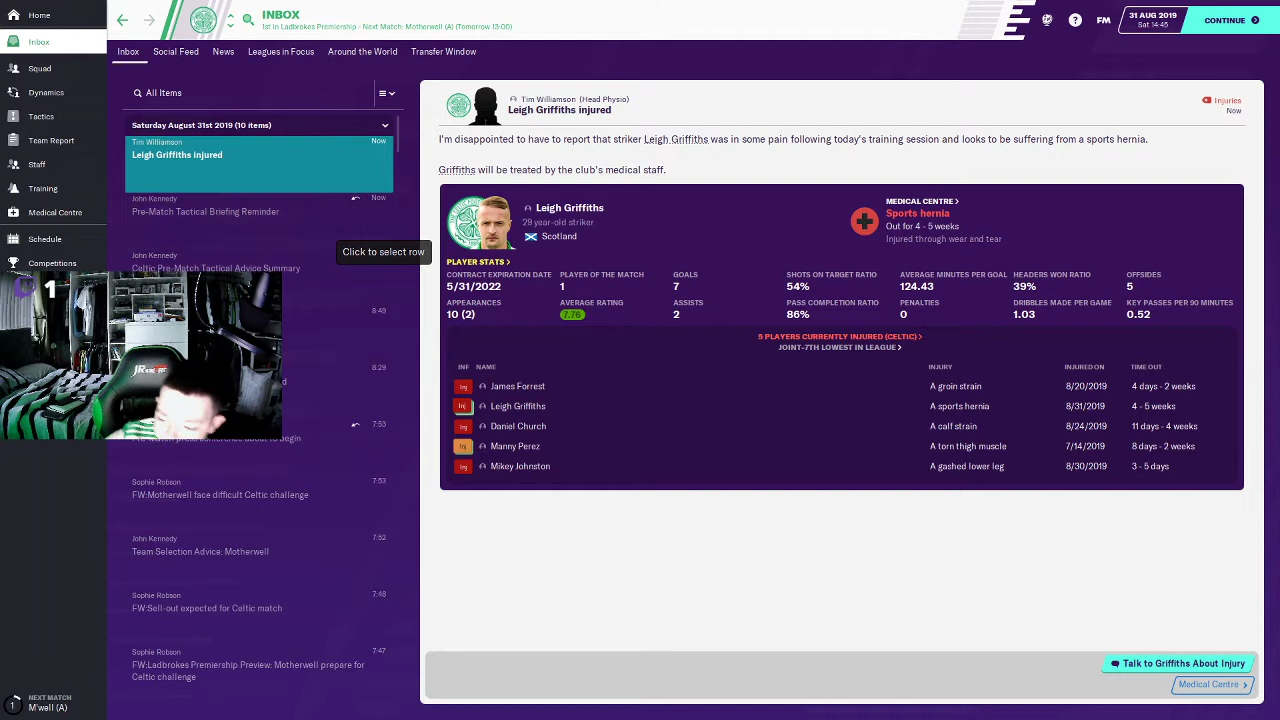 Home
INBOX
1st in Ladbrokes Premiership - Next Match: Motherwell (A) (Tomorrow 13:00)
FM
31 AUG 2019
Sat 14:45
CONTINUE
Inbox
Squad
Dynamics
Tactics
Team Report
Staff
Training
Schedule
Competitions
Inbox
Social Feed
News
Leagues in Focus
Around the World
Transfer Window
All Items
Saturday August 31st 2019 (10 items)
Tim Williamson
Now
Leigh Griffiths injured
John Kennedy
Now
Pre-Match Tactical Briefing Reminder
John Kennedy
Celtic Pre-Match Tactical Advice Summary
Click to select row
8:49
8:29
7:53
press conference about to begin
Sophie Robson
7:53
FW:Motherwell face difficult Celtic challenge
John Kennedy
7:52
Team Selection Advice: Motherwell
Sophie Robson
7:48
FW:Sell-out expected for Celtic match
Sophie Robson
7:47
FW:Ladbrokes Premiership Preview: Motherwell prepare for
Celtic challenge
1
JR
1
NEXT MATCH
M'well (A)
Tim Williamson (Head Physio)
Leigh Griffiths injured
Injuries
Now
I'm disappointed to have to report that striker Leigh Griffiths was in some pain following today's training session and looks to be suffering from a sports hernia.
Griffiths will be treated by the club's medical staff.
Leigh Griffiths
29 year-old striker
Scotland
MEDICAL CENTRE
Sports hernia
Out for 4 - 5 weeks
Injured through wear and tear
PLAYER STATS
CONTRACT EXPIRATION DATE PLAYER OF THE MATCH GOALS SHOTS ON TARGET RATIO AVERAGE MINUTES PER GOAL HEADERS WON RATIO OFFSIDES
5/31/2022 1 7 54% 124.43 39% 5
APPEARANCES AVERAGE RATING ASSISTS PASS COMPLETION RATIO PENALTIES DRIBBLES MADE PER GAME KEY PASSES PER 90 MINUTES
10 (2) 7.76 2 86% 0 1.03 0.52
5 PLAYERS CURRENTLY INJURED (CELTIC)
JOINT-7TH LOWEST IN LEAGUE
INF NAME INJURY INJURED ON TIME OUT
Inj James Forrest A groin strain 8/20/2019 4 days - 2 weeks
Inj Leigh Griffiths A sports hernia 8/31/2019 4 - 5 weeks
Inj Daniel Church A calf strain 8/24/2019 11 days - 4 weeks
Inj Manny Perez A torn thigh muscle 7/14/2019 8 days - 2 weeks
Inj Mikey Johnston A gashed lower leg 8/30/2019 3 - 5 days
Talk to Griffiths About Injury
Medical Centre